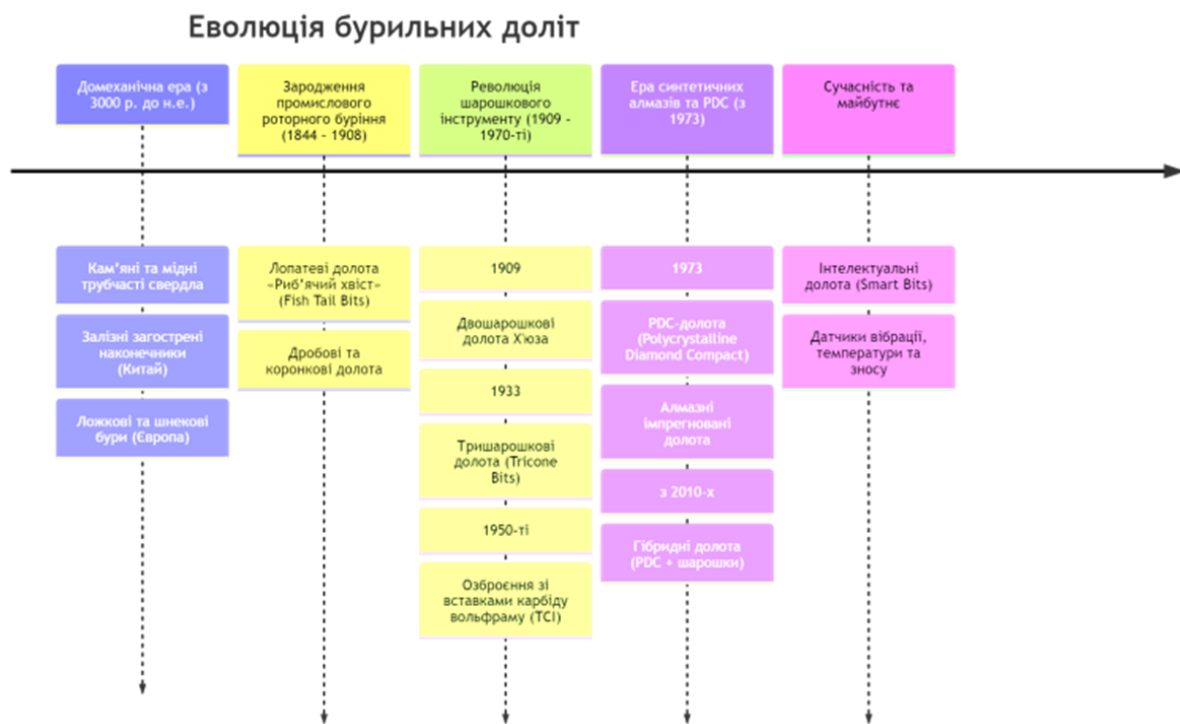 Еволюція бурильних доліт
Домеханічна ера (з
3000 р. до н.е.)
Зародження
промислового
роторного буріння
(1844 - 1908)
Революція
шарошкового
інструменту (1909 -
1970-ті)
Ера синтетичних
алмазів та PDC (з
1973)
Сучасність та
майбутнє
Кам'яні та мідні
трубчасті свердла
Залізні загострені
наконечники
(Китай)
Ложкові та шнекові
бури (Європа)
Лопатеві долота
«Риб'ячий хвіст»
(Fish Tail Bits)
Дробові та
коронкові долота
1909
Двошарошкові
долота Х'юза
1933
Тришарошкові
долота (Tricone
Bits)
1950-ті
Озброєння зі
вставками карбіду
вольфраму (TCI)
1973
PDC-долота
(Polycrystalline
Diamond Compact)
Алмазні
імпрегновані
долота
з 2010-х
Гібридні долота
(PDC + шарошки)
Інтелектуальні
долота (Smart Bits)
Датчики вібрації,
температури та
зносу